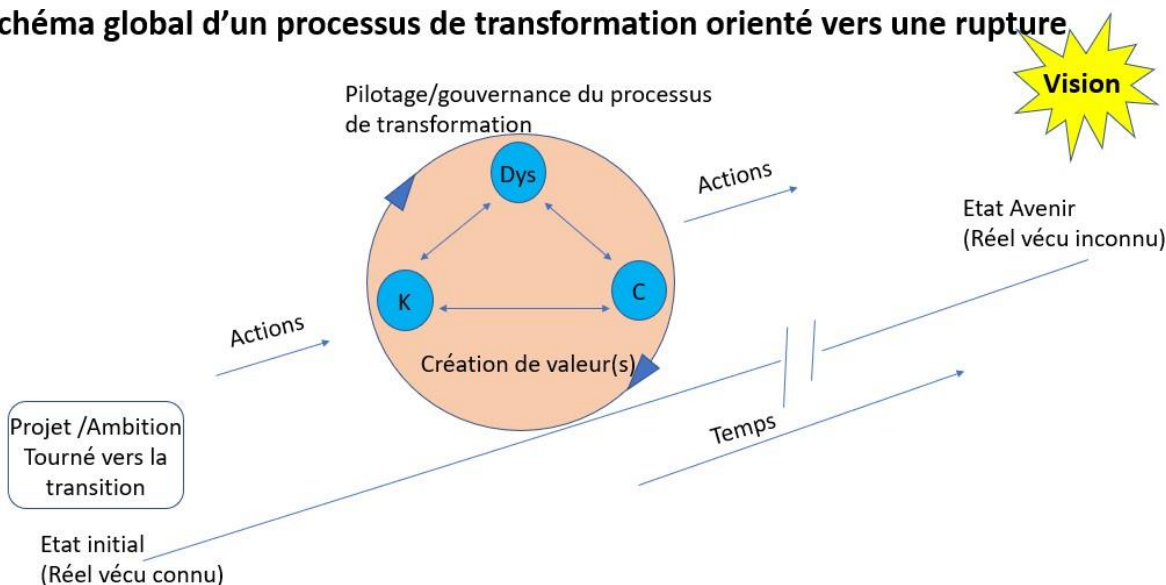 chéma global d’un processus de transformation orienté vers une rupture
Vision
Pilotage/gouvernance du processus
de transformation
Dys
Actions
Etat Avenir
(Réel vécu inconnu)
K
C
Actions
Création de valeur(s)
Projet /Ambition
Tourné vers la
transition
Temps
Etat initial
(Réel vécu connu)